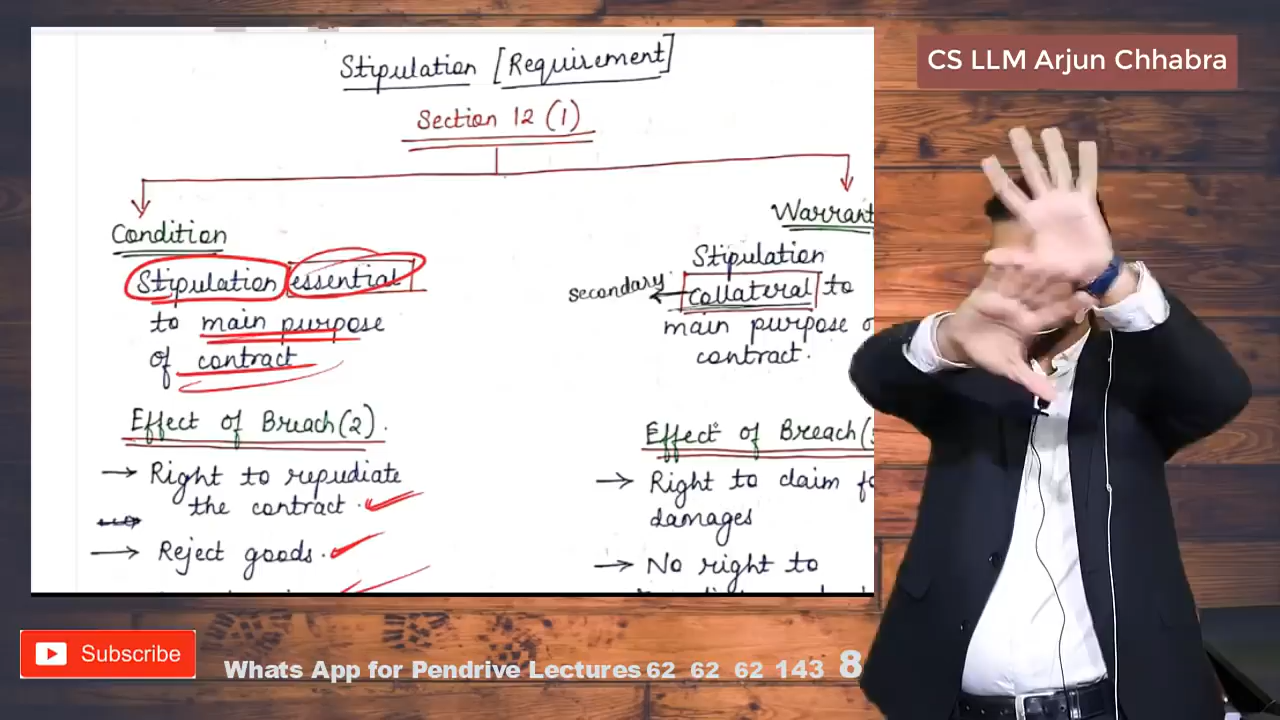 CS LLM Arjun Chhabra
Stipulation [Requirement]
Section 12 (1)
Condition
Stipulation essential
to main purpose
of contract
Effect of Breach (2).
→ Right to repudiate
the contract.
→ Reject goods.
Warrant
Stipulation
secondary ← collateral to
main purpose o
contract.
Effect of Breach (
→ Right to claim fo
damages
→ No right to
Subscribe
Whats App for Pendrive Lectures 62 62 62 143 8